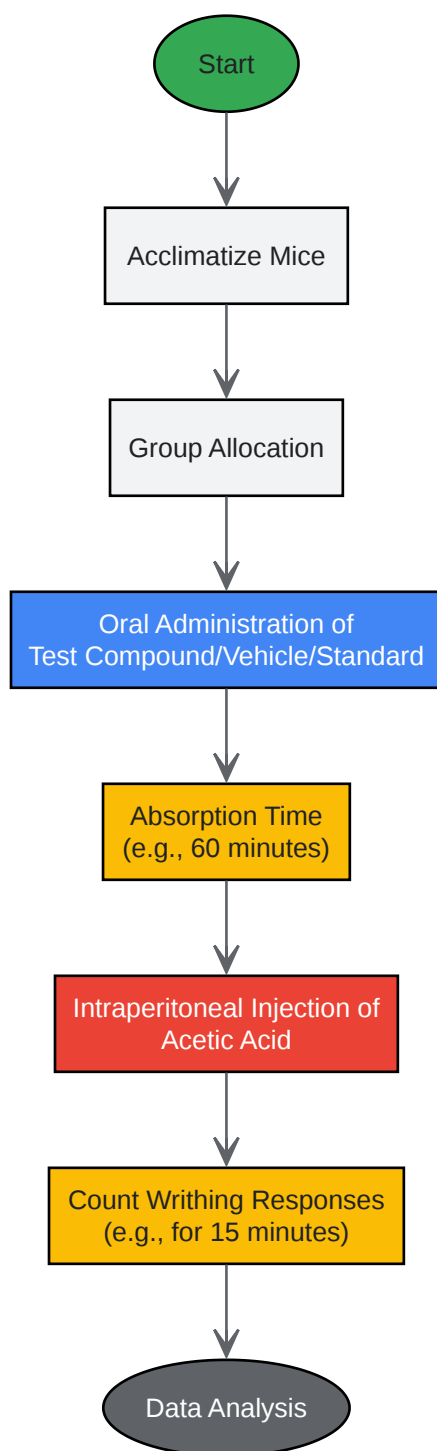 Start
Acclimatize Mice
Group Allocation
Oral Administration of
Test Compound/Vehicle/Standard
Absorption Time
(e.g., 60 minutes)
Intraperitoneal Injection of
Acetic Acid
Count Writhing Responses
(e.g., for 15 minutes)
Data Analysis